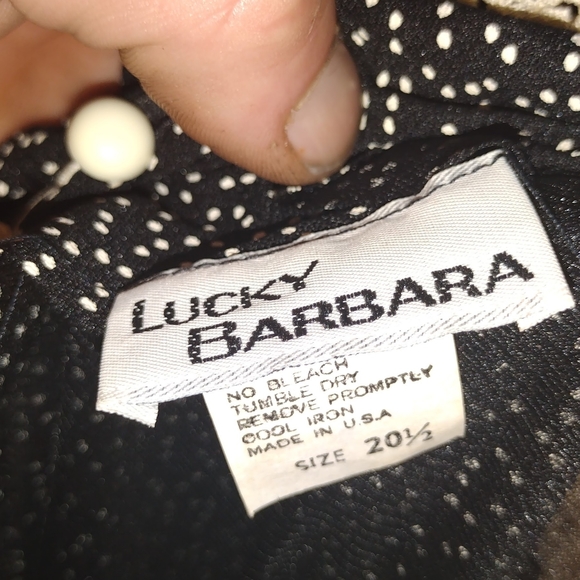 LUCKY
BARBARA
NO BLEACH
TUMBLE DRY
REMOVE PROMPTLY
COOL IRON
MADE IN U.S.A
SIZE 20½